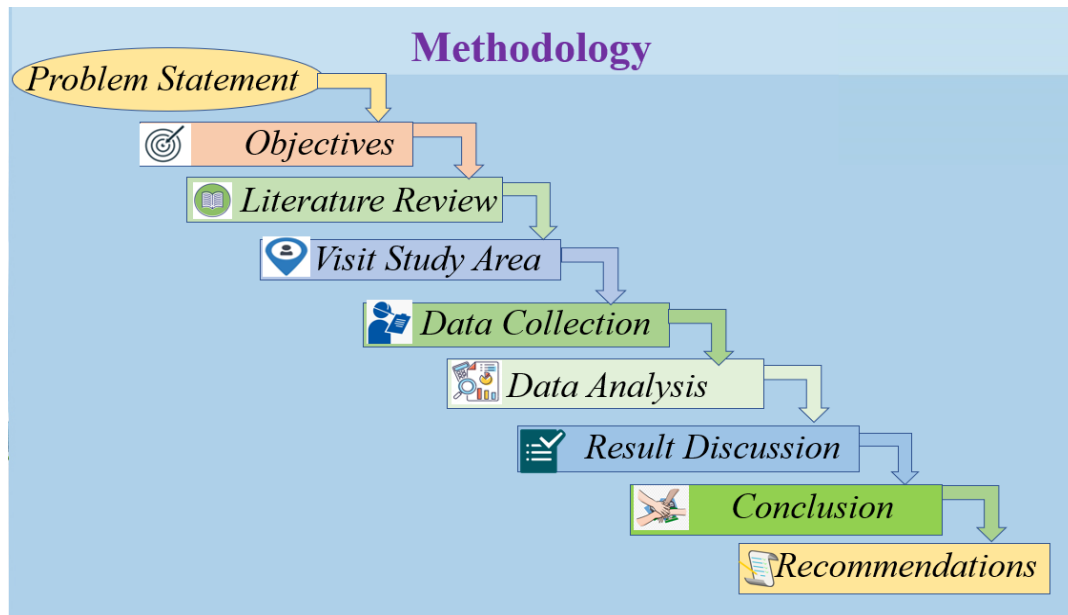 Methodology
Problem Statement
Objectives
Literature Review
Visit Study Area
Data Collection
Data Analysis
Result Discussion
Conclusion
Recommendations